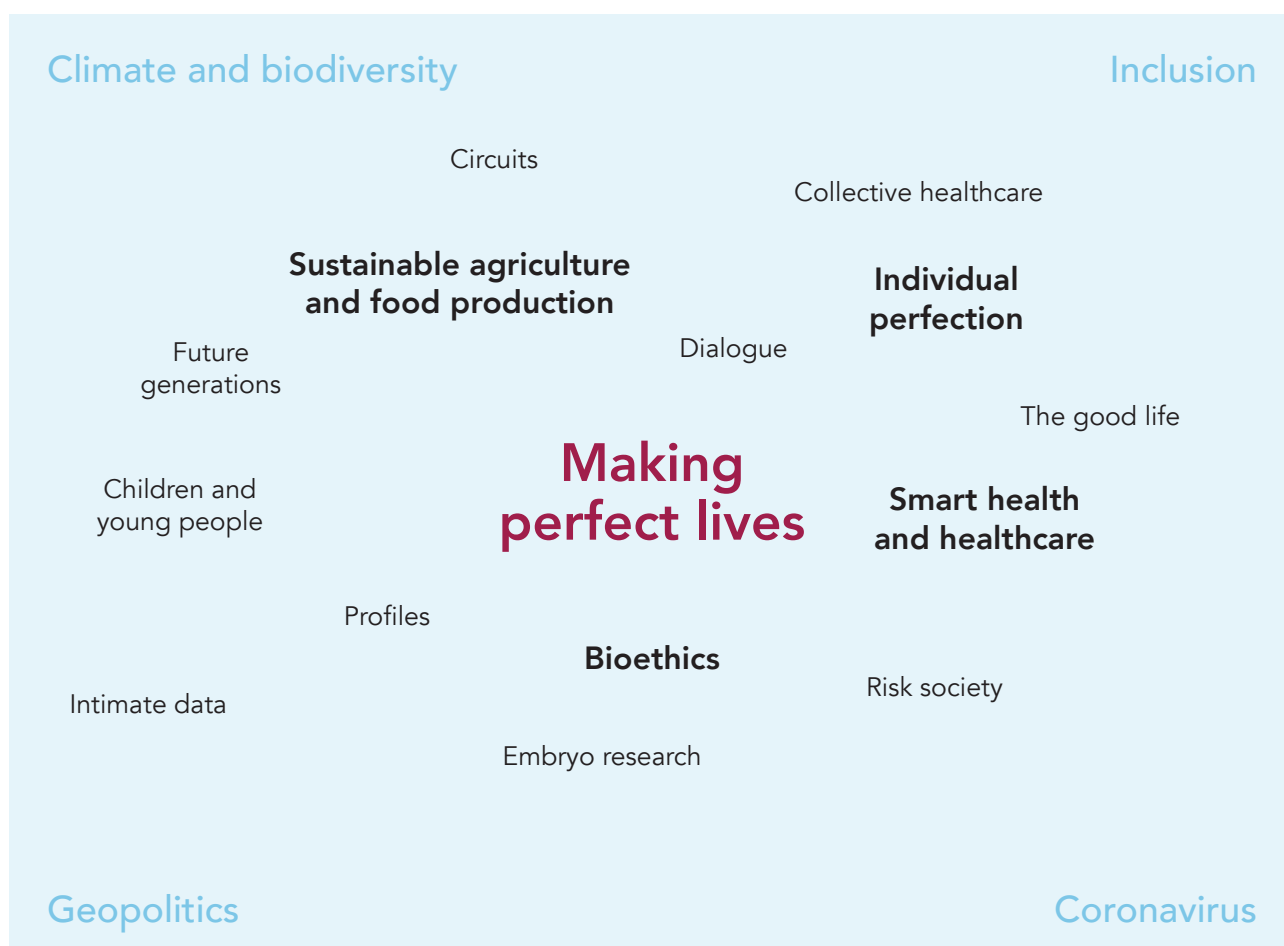 Climate and biodiversity
Inclusion
Circuits
Collective healthcare
Sustainable agriculture
and food production
Individual
perfection
Dialogue
Future
generations
The good life
Making
perfect lives
Children and
young people
Smart health
and healthcare
Profiles
Bioethics
Risk society
Intimate data
Embryo research
Geopolitics
Coronavirus